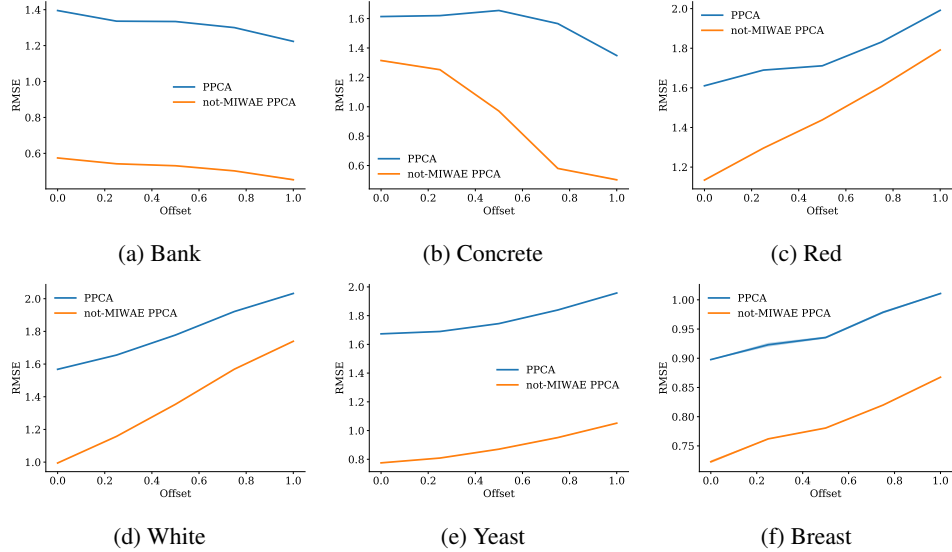 1.4
1.2
1.0
0.8
0.6
RMSE
PPCA
not-MIWAE PPCA
0.0 0.2 0.4 0.6 0.8 1.0
Offset
(a) Bank
1.6
1.4
1.2
1.0
0.8
0.6
RMSE
PPCA
not-MIWAE PPCA
0.0 0.2 0.4 0.6 0.8 1.0
Offset
(b) Concrete
2.0
1.8
1.6
1.4
1.2
RMSE
PPCA
not-MIWAE PPCA
0.0 0.2 0.4 0.6 0.8 1.0
Offset
(c) Red
2.0
1.8
1.6
1.4
1.2
1.0
RMSE
PPCA
not-MIWAE PPCA
0.0 0.2 0.4 0.6 0.8 1.0
Offset
(d) White
2.0
1.8
1.6
1.4
1.2
1.0
0.8
RMSE
PPCA
not-MIWAE PPCA
0.0 0.2 0.4 0.6 0.8 1.0
Offset
(e) Yeast
1.00
0.95
0.90
0.85
0.80
0.75
RMSE
PPCA
not-MIWAE PPCA
0.0 0.2 0.4 0.6 0.8 1.0
Offset
(f) Breast